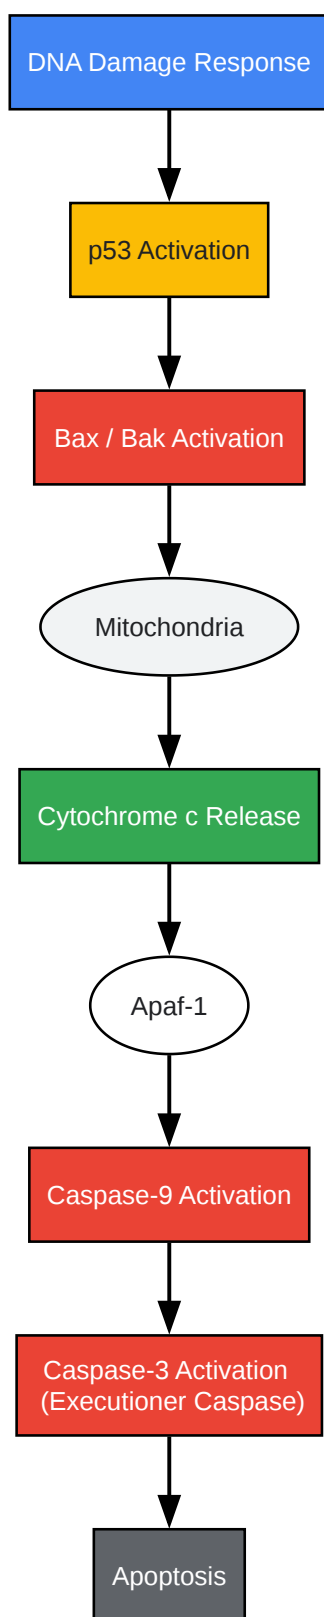 DNA Damage Response
p53 Activation
Bax / Bak Activation
Mitochondria
Cytochrome c Release
Apaf-1
Caspase-9 Activation
Caspase-3 Activation
(Executioner Caspase)
Apoptosis